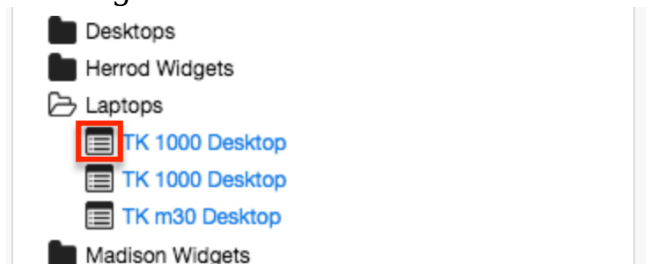 Desktops
Herrod Widgets
Laptops
TK 1000 Desktop
TK 1000 Desktop
TK m30 Desktop
Madison Widgets